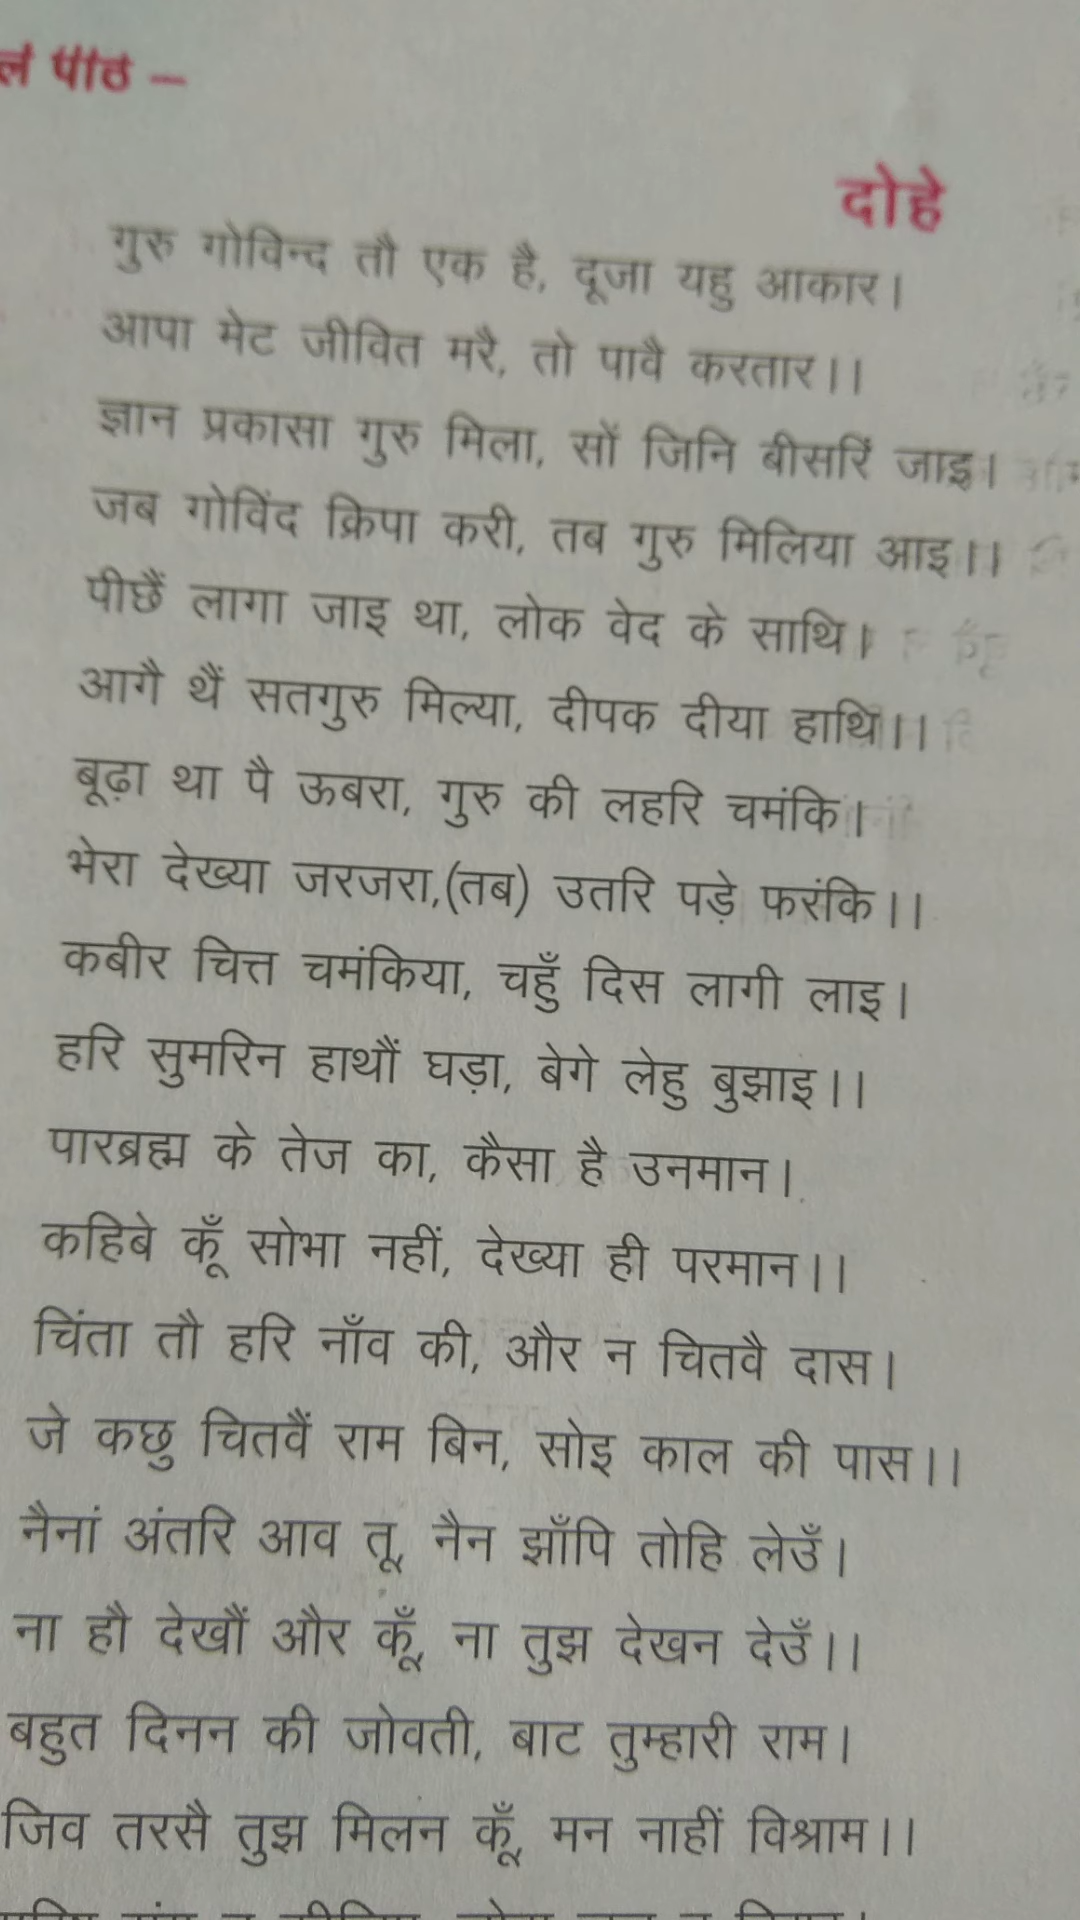 पाठ –
दोहे
गुरु गोविन्द तौ एक है, दूजा यहु आकार।
आपा मेट जीवित मरै, तो पावै करतार।।
ज्ञान प्रकासा गुरु मिला, सों जिनि बीसरिं जाइ।
जब गोविंद क्रिपा करी, तब गुरु मिलिया आइ।।
पीछैं लागा जाइ था, लोक वेद के साथि।
आगै थैं सतगुरु मिल्या, दीपक दीया हाथि।।
बूढ़ा था पै ऊबरा, गुरु की लहरि चमंकि।
भेरा देख्या जरजरा,(तब) उतरि पड़े फरंकि।।
कबीर चित्त चमंकिया, चहुँ दिस लागी लाइ।
हरि सुमरिन हाथौं घड़ा, बेगे लेहु बुझाइ।।
पारब्रह्म के तेज का, कैसा है उनमान।
कहिबे कूँ सोभा नहीं, देख्या ही परमान।।
चिंता तौ हरि नाँव की, और न चितवै दास।
जे कछु चितवैं राम बिन, सोइ काल की पास।।
नैनां अंतरि आव तू, नैन झाँपि तोहि लेउँ।
ना हौ देखौं और कूँ, ना तुझ देखन देउँ।।
बहुत दिनन की जोवती, बाट तुम्हारी राम।
जिव तरसै तुझ मिलन कूँ, मन नाहीं विश्राम।।